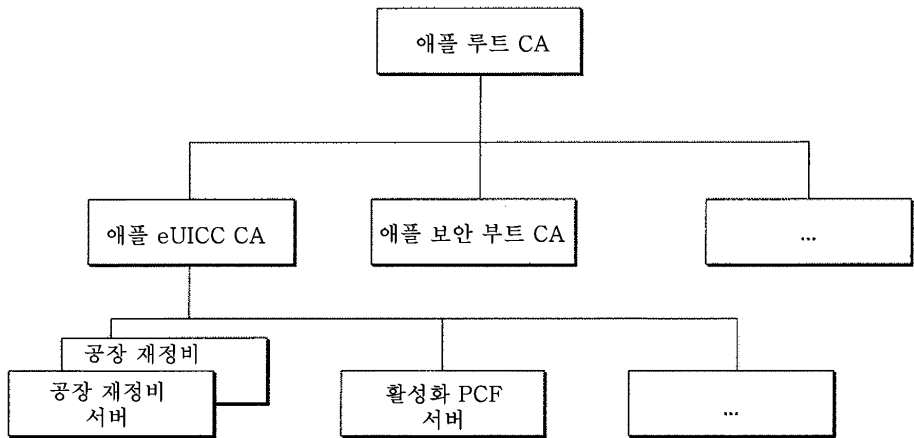 애플 루트 CA
애플 eUICC CA
애플 보안 부트 CA
...
공장 재정비
공장 재정비
서버
활성화 PCF
서버
...